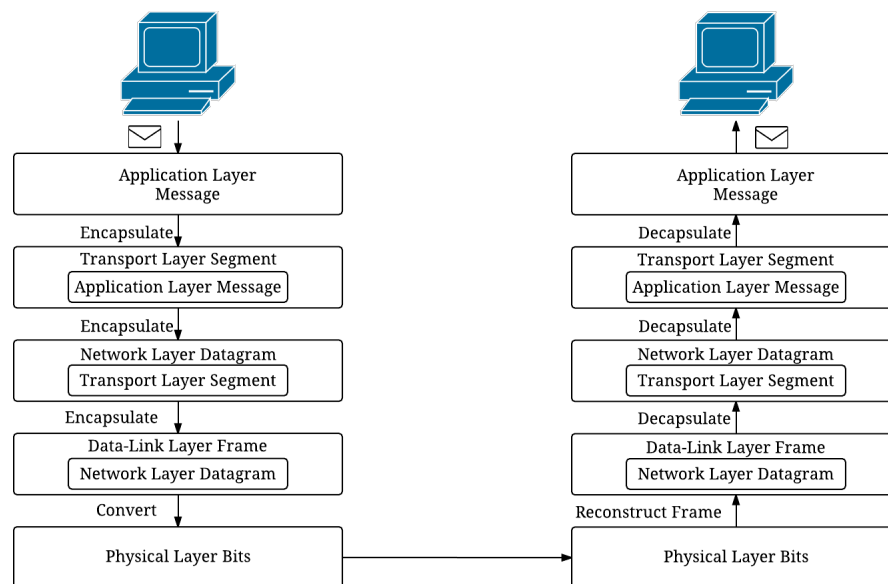 Application Layer
Message
Encapsulate
Transport Layer Segment
Application Layer Message
Encapsulate
Network Layer Datagram
Transport Layer Segment
Encapsulate
Data-Link Layer Frame
Network Layer Datagram
Convert
Physical Layer Bits
Application Layer
Message
Decapsulate
Transport Layer Segment
Application Layer Message
Decapsulate
Network Layer Datagram
Transport Layer Segment
Decapsulate
Data-Link Layer Frame
Network Layer Datagram
Reconstruct Frame
Physical Layer Bits